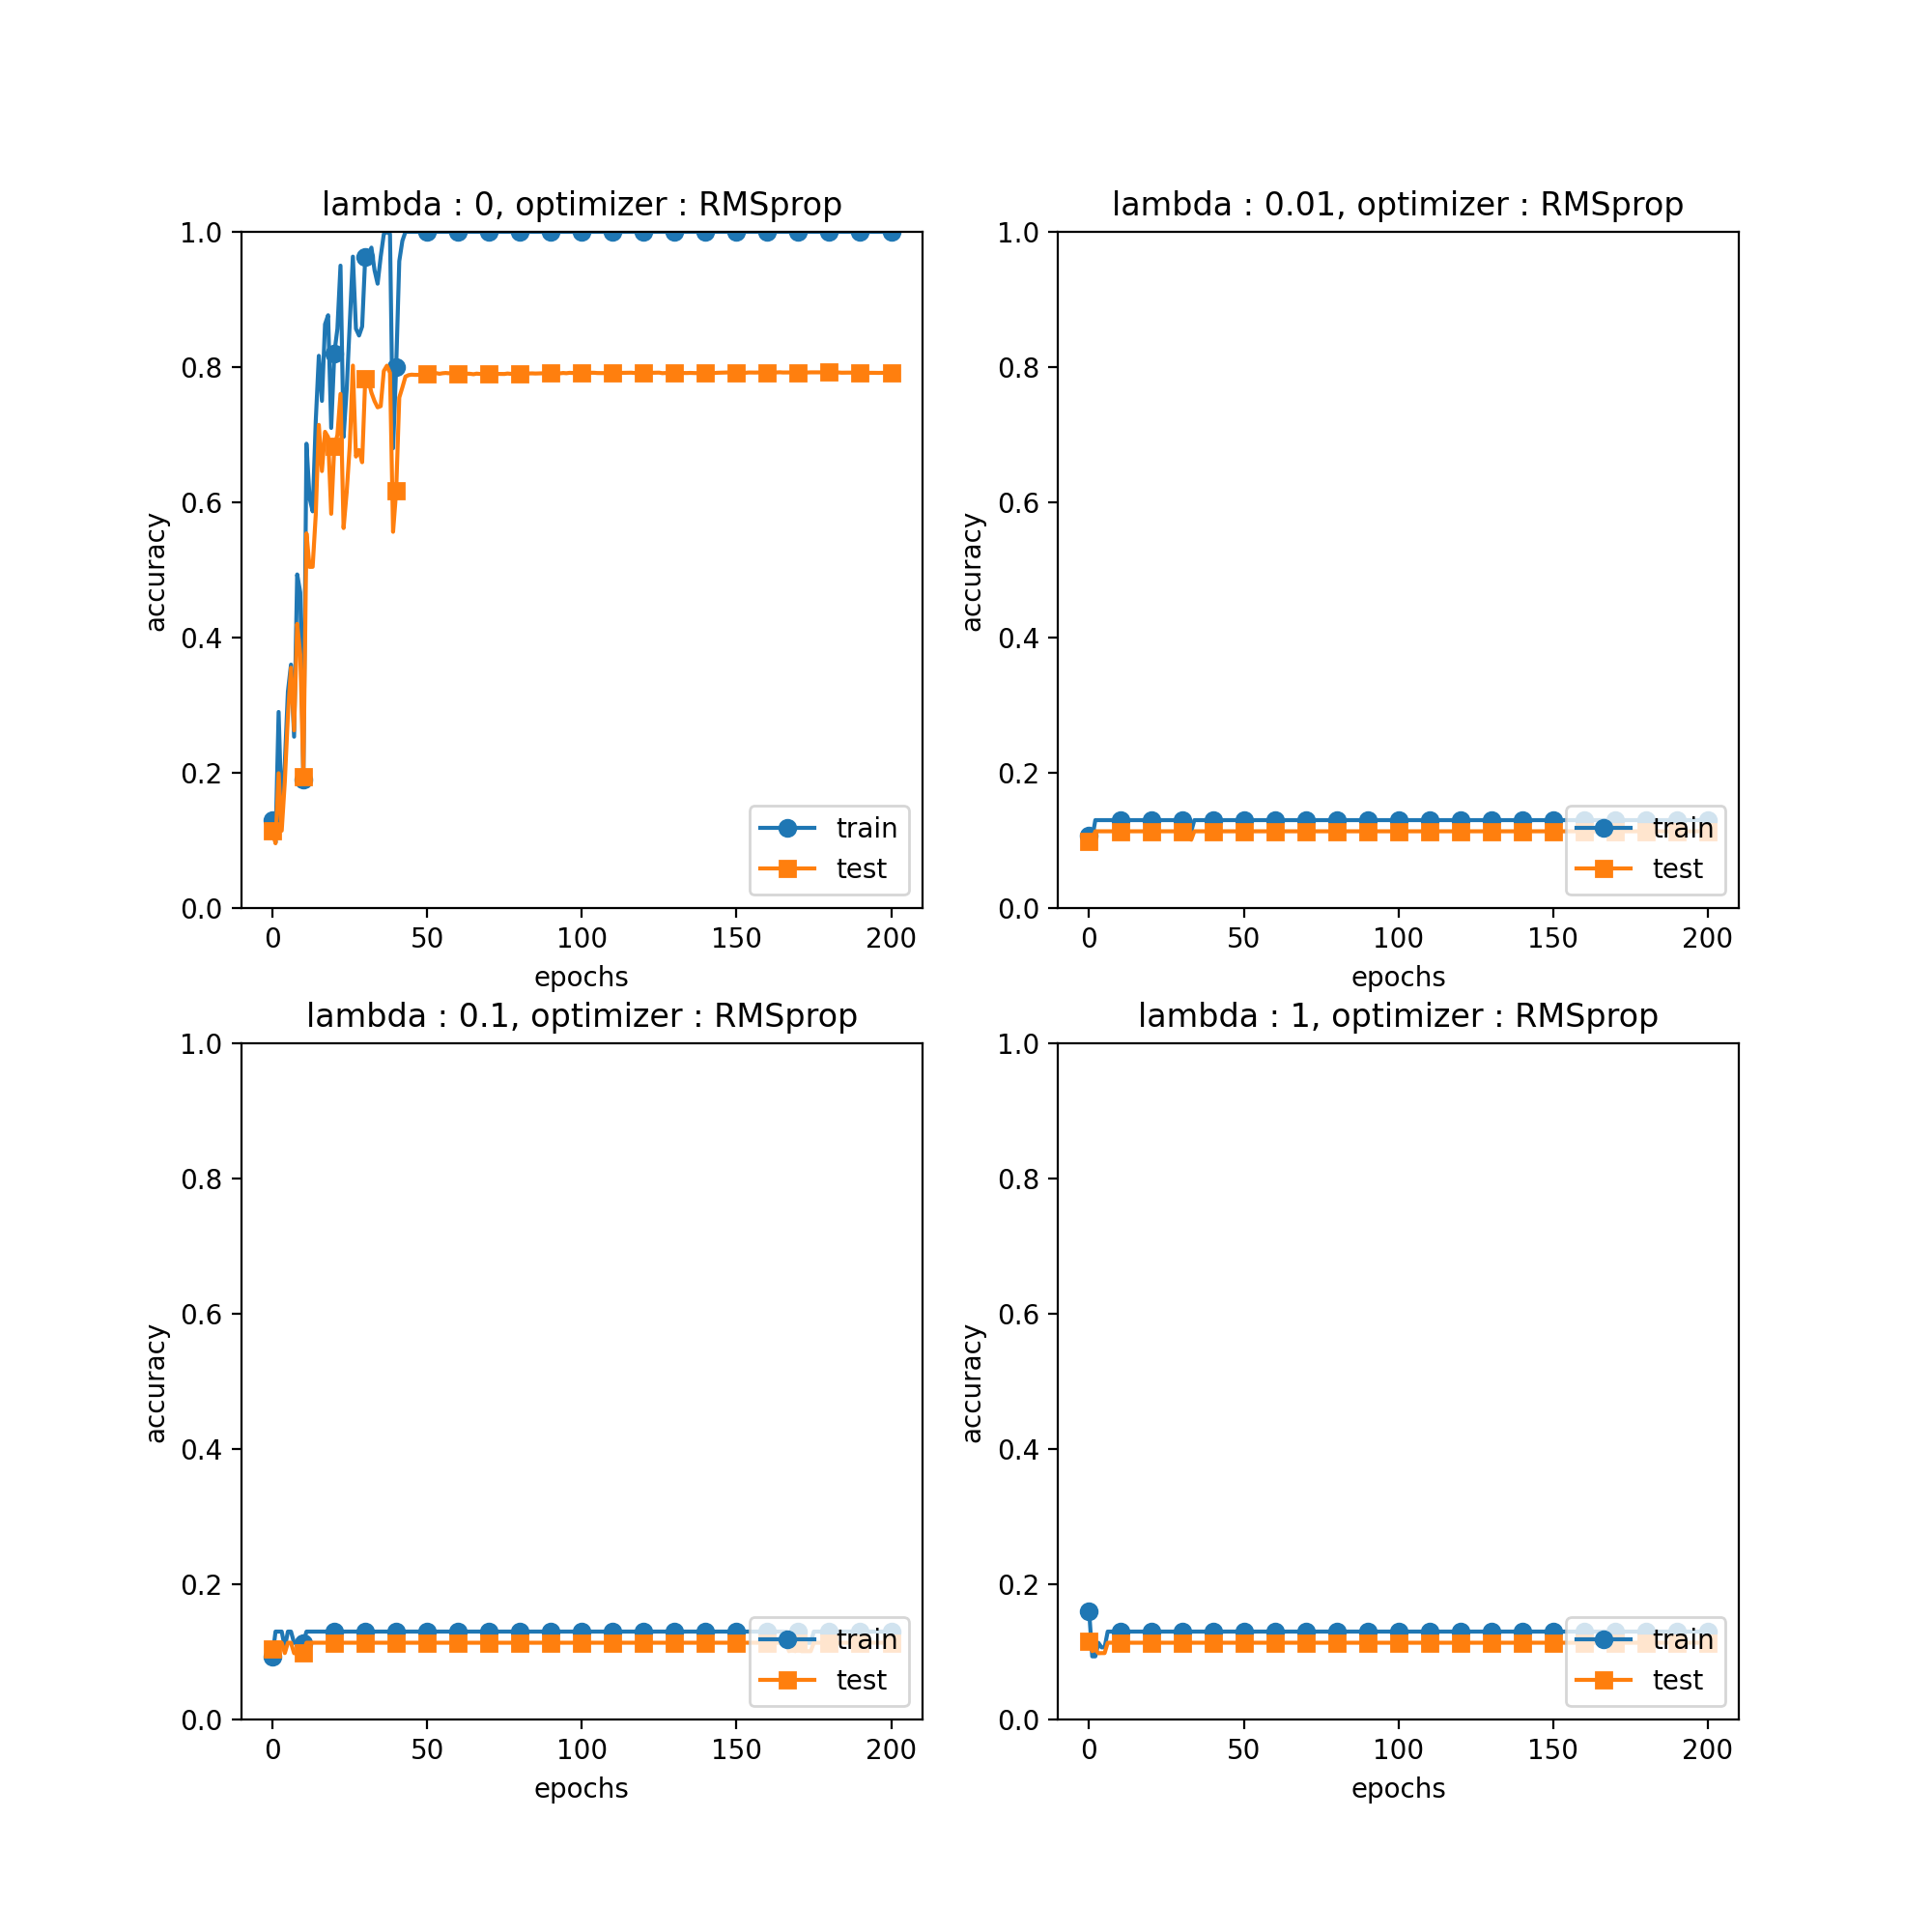 lambda : 0, optimizer : RMSprop
1.0
0.8
0.6
0.4
0.2
0.0
accuracy
train
test
0 50 100 150 200
epochs
lambda : 0.01, optimizer : RMSprop
1.0
0.8
0.6
0.4
0.2
0.0
accuracy
train
test
0 50 100 150 200
epochs
lambda : 0.1, optimizer : RMSprop
1.0
0.8
0.6
0.4
0.2
0.0
accuracy
train
test
0 50 100 150 200
epochs
lambda : 1, optimizer : RMSprop
1.0
0.8
0.6
0.4
0.2
0.0
accuracy
train
test
0 50 100 150 200
epochs